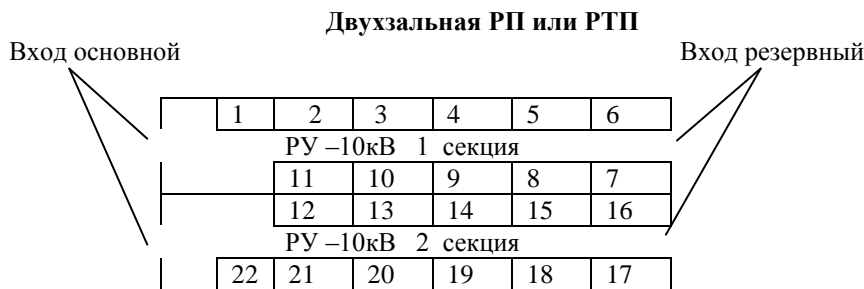 Двухзальная РП или РТП
Вход основной Вход резервный
1 2 3 4 5 6
РУ –10кВ 1 секция
11 10 9 8 7
12 13 14 15 16
РУ –10кВ 2 секция
22 21 20 19 18 17